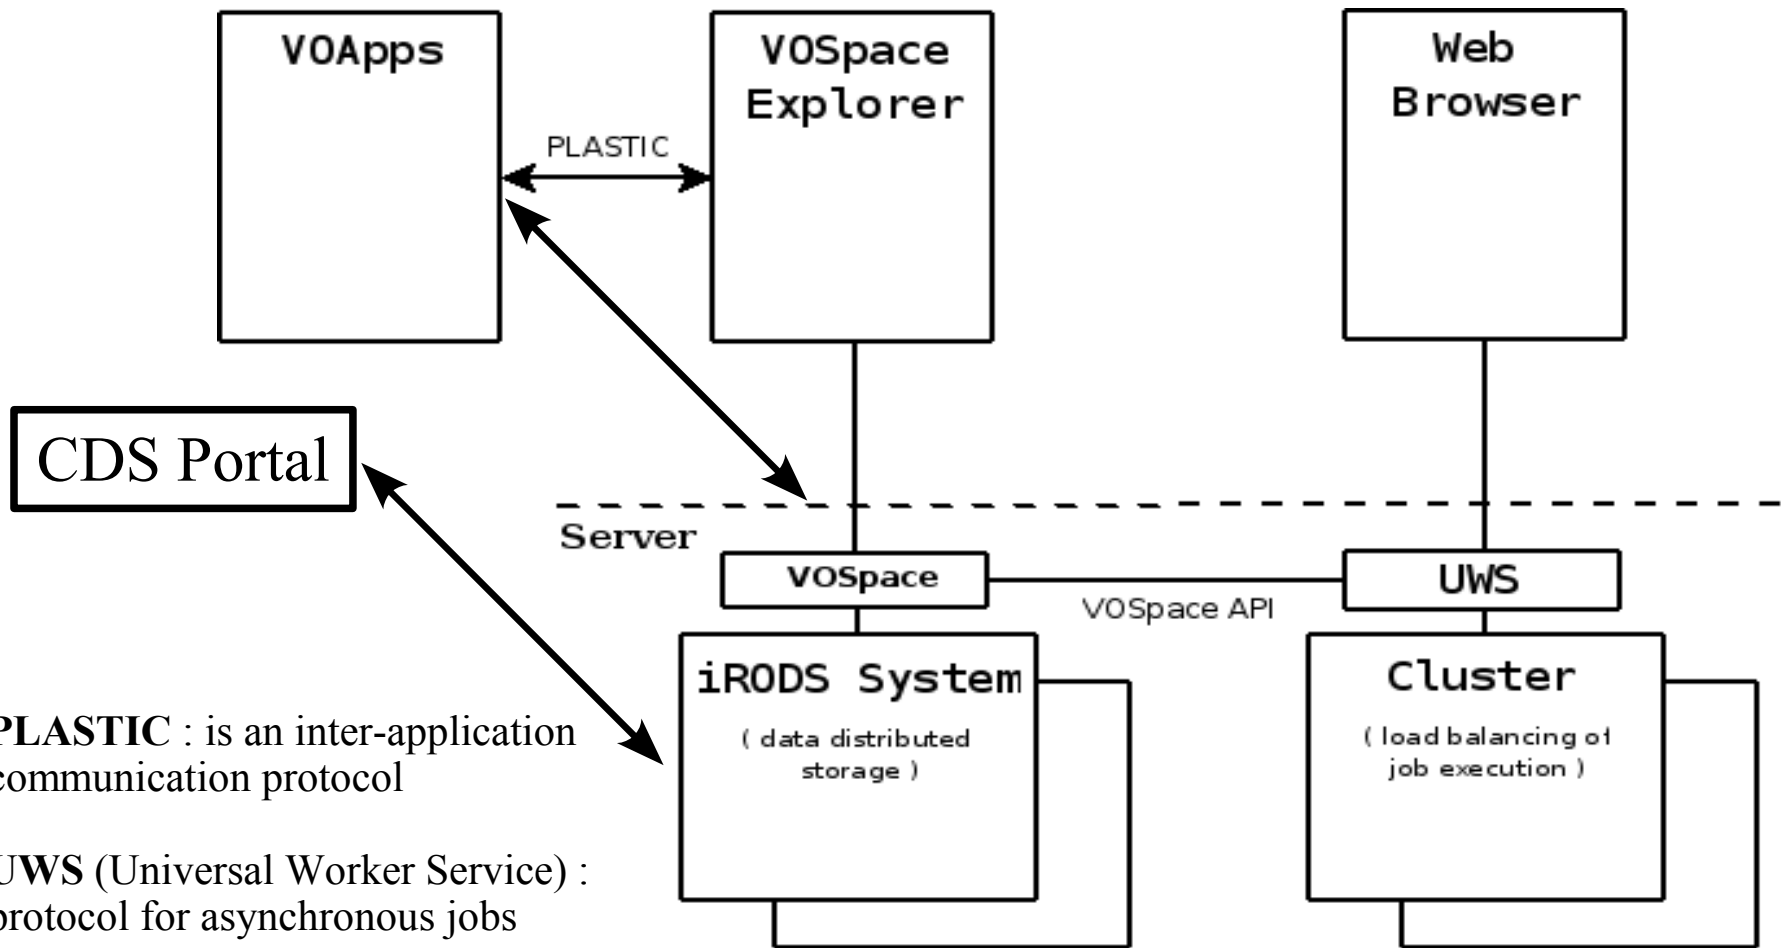 VOApps
VOSpace
Explorer
Web
Browser
PLASTIC
CDS Portal
Server
VOSpace
VOSpace API
UWS
iRODS System
( data distributed
storage )
Cluster
( load balancing of
job execution )
PLASTIC : is an inter-application
communication protocol
UWS (Universal Worker Service) :
protocol for asynchronous jobs